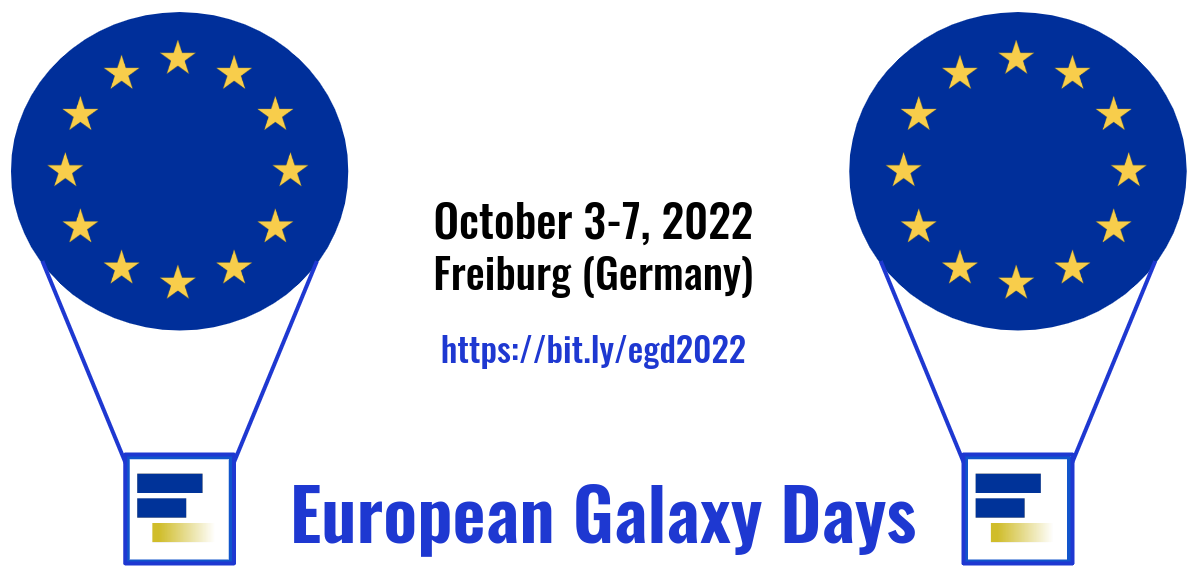 October 3-7, 2022
Freiburg (Germany)
https://bit.ly/egd2022
European Galaxy Days